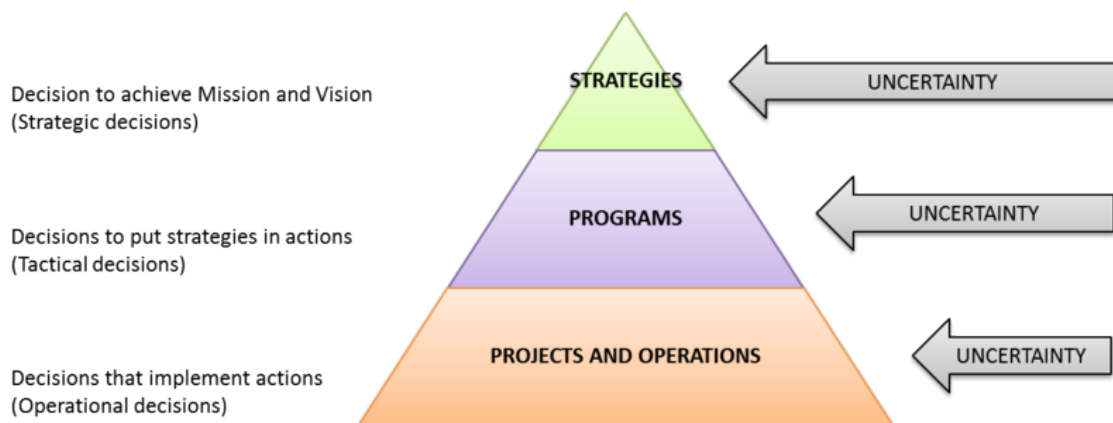 STRATEGIES
UNCERTAINTY
Decision to achieve Mission and Vision
(Strategic decisions)
PROGRAMS
UNCERTAINTY
Decisions to put strategies in actions
(Tactical decisions)
PROJECTS AND OPERATIONS
UNCERTAINTY
Decisions that implement actions
(Operational decisions)